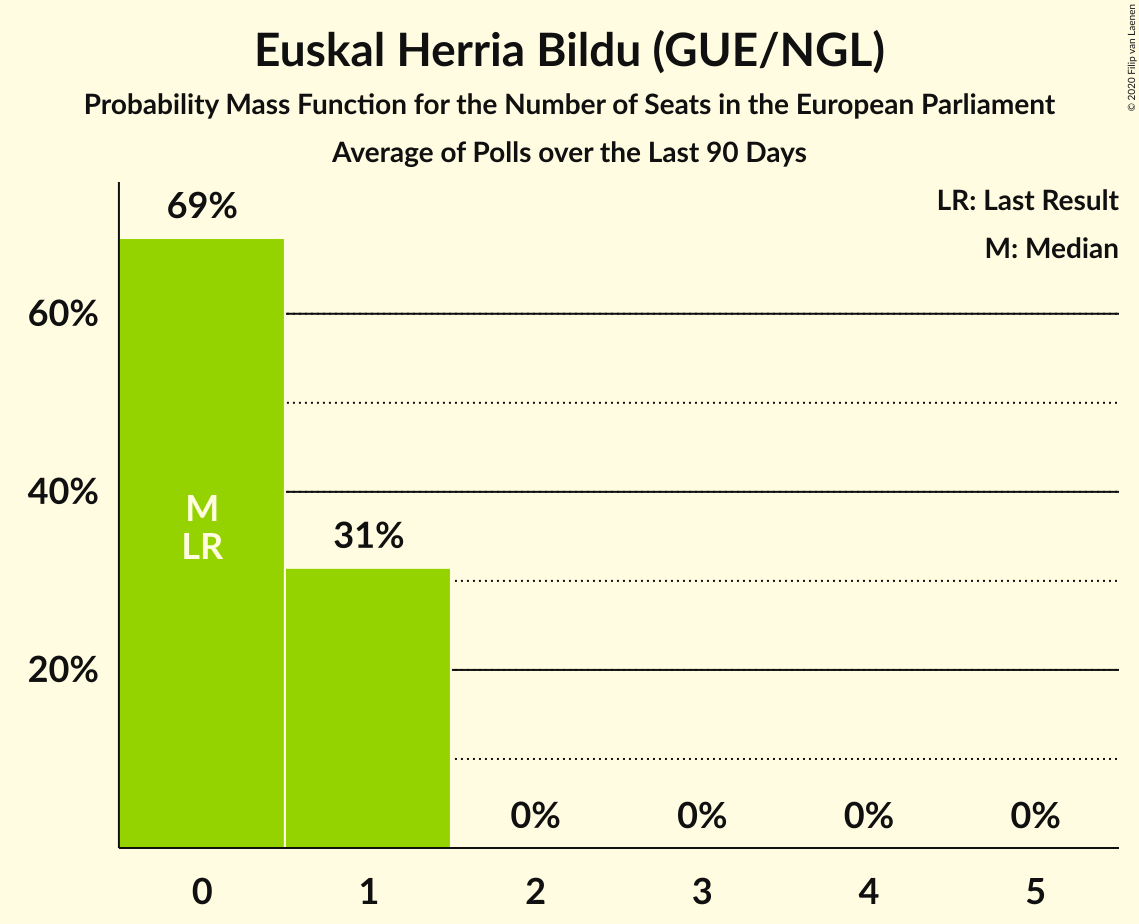 Euskal Herria Bildu (GUE/NGL)
Probability Mass Function for the Number of Seats in the European Parliament
Average of Polls over the Last 90 Days
© 2020 Filip van Laenen
LR: Last Result
M: Median
69%
60%
40%
20%
M
LR
31%
0% 0% 0% 0%
0 1 2 3 4 5